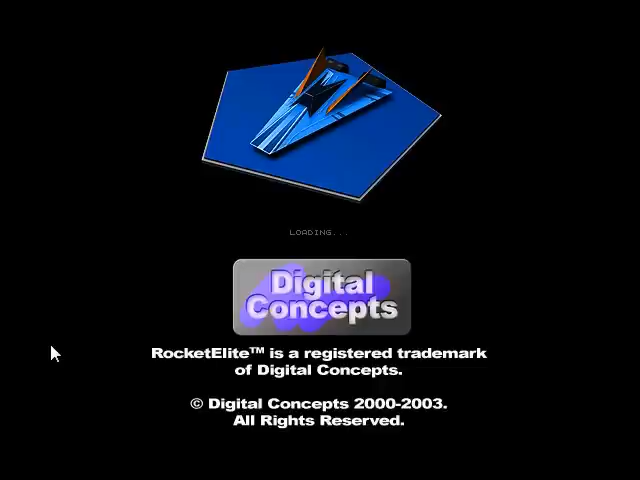 LOADING...
Digital
Concepts
RocketElite™ is a registered trademark
of Digital Concepts.
© Digital Concepts 2000-2003.
All Rights Reserved.